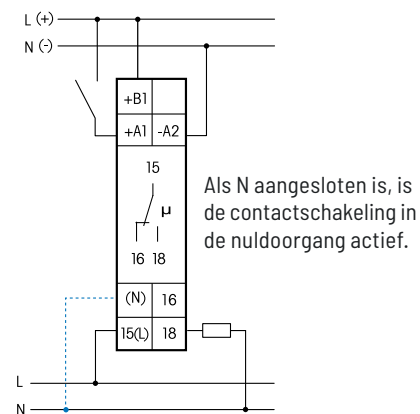 L (+)
N (-)
+B1
+A1 -A2
15
µ
16 18
Als N aangesloten is, is
de contactschakeling in
de nuldoorgang actief.
(N) 16
15(L) 18
L
N